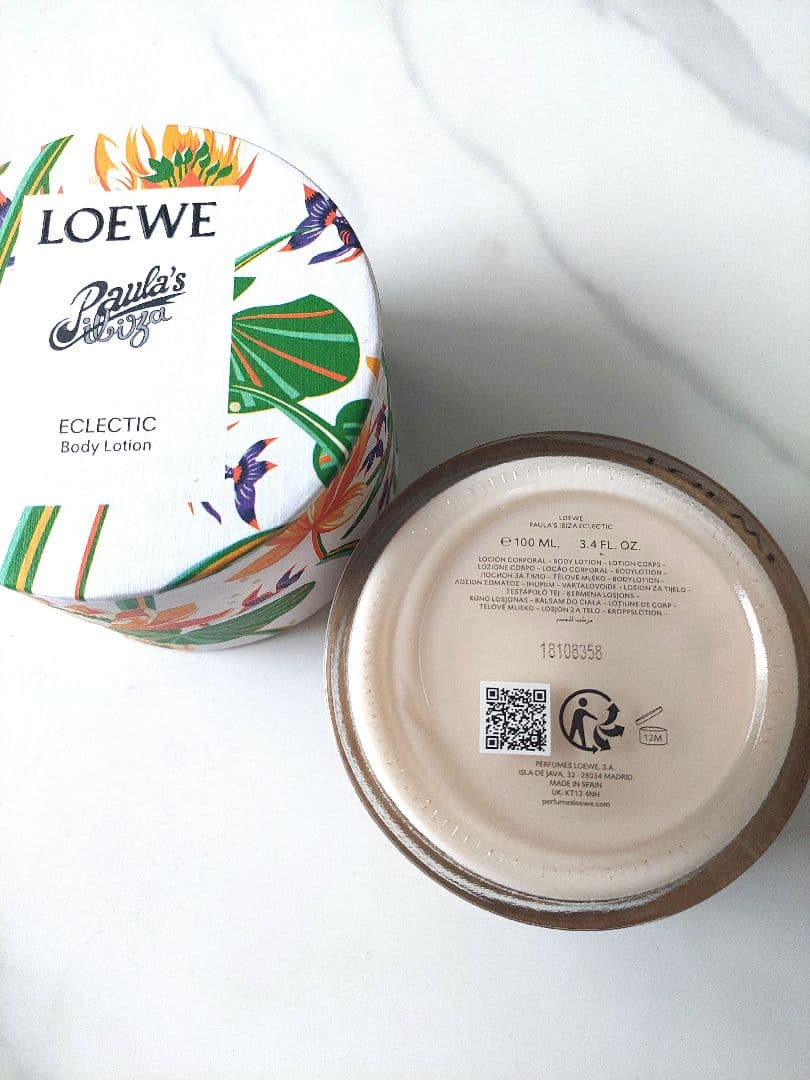 LOEWE
Paula's
ibiza
ECLECTIC
Body Lotion
LOEWE
PAULA'S IBIZA ECLECTIC
℮ 100 ML. 3.4 FL. OZ.
LOCIÓN CORPORAL - BODY LOTION - LOTION CORPS -
LOZIONE CORPO - LOÇÃO CORPORAL - BODYLOTION -
ЛОСИОН ЗА ТЯЛО - TĚLOVÉ MLÉKO - BODYLOTION -
ΛΟΣΙΟΝ ΣΩΜΑΤΟΣ - IHUPIIM - VARTALOVOIDE - LOSION ZA TIJELO -
TESTÁPOLÓ TEJ - ĶERMEŅA LOSJONS -
KŪNO LOSJONAS - BALSAM DO CIAŁA - LOȚIUNE DE CORP -
TELOVÉ MLIEKO - LOSJON ZA TELO - KROPPSLOTION -
مرطب للجسم
18108358
12M
PERFUMES LOEWE, S.A.
ISLA DE JAVA, 33 - 28034 MADRID
MADE IN SPAIN
UK: KT12 4NH
perfumesloewe.com